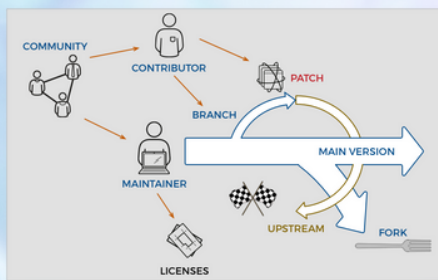 COMMUNITY
CONTRIBUTOR
PATCH
BRANCH
MAIN VERSION
MAINTAINER
UPSTREAM
FORK
LICENSES